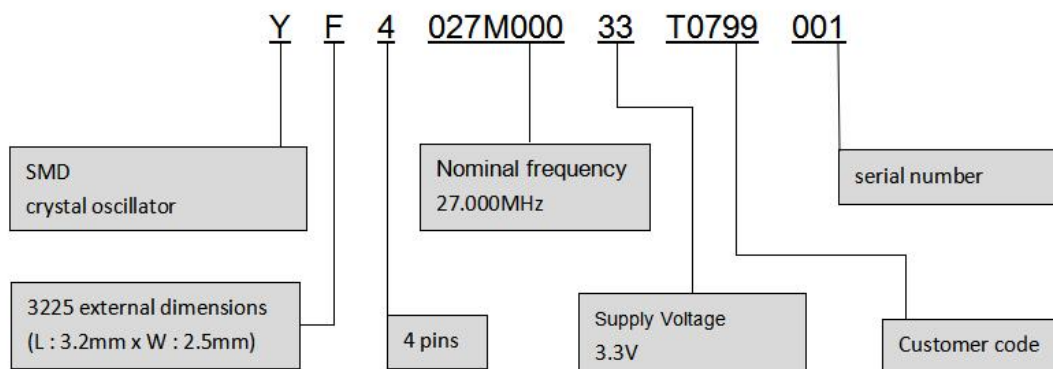 Y F 4 027M000 33 T0799 001
SMD
crystal oscillator
Nominal frequency
27.000MHz
serial number
3225 external dimensions
(L : 3.2mm x W : 2.5mm)
4 pins
Supply Voltage
3.3V
Customer code